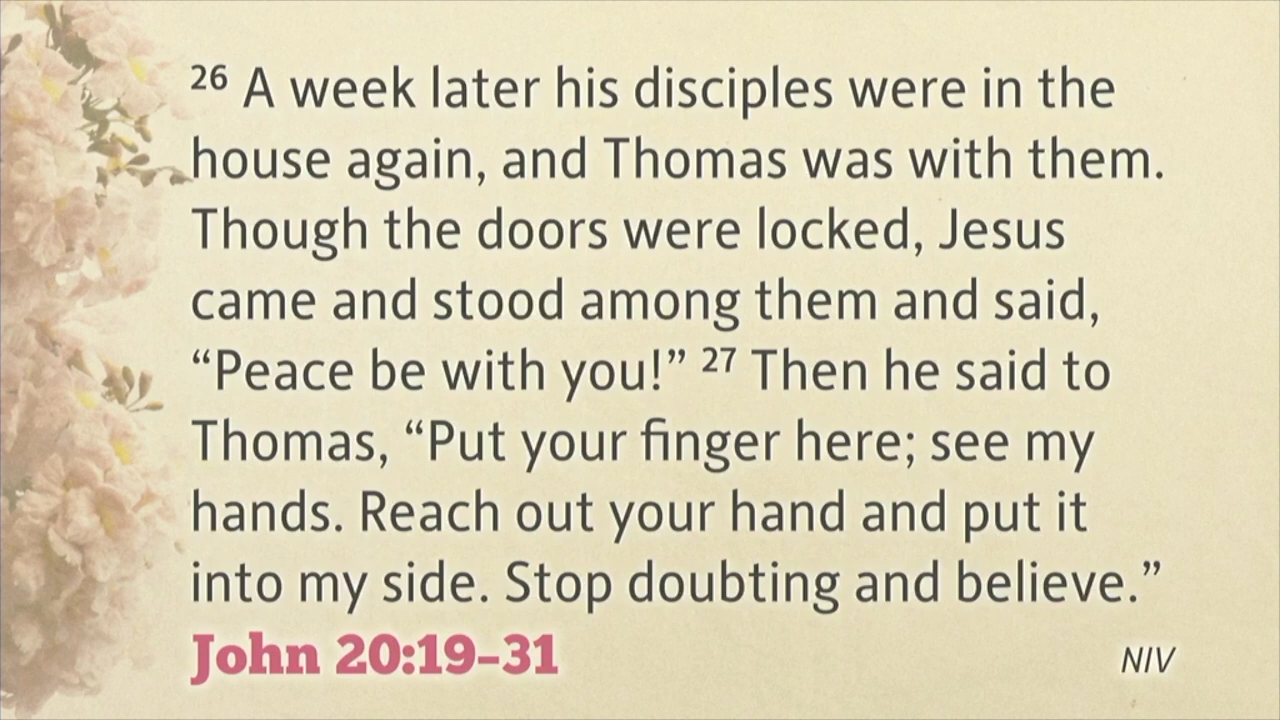 26 A week later his disciples were in the
house again, and Thomas was with them.
Though the doors were locked, Jesus
came and stood among them and said,
“Peace be with you!” 27 Then he said to
Thomas, “Put your finger here; see my
hands. Reach out your hand and put it
into my side. Stop doubting and believe.”
John 20:19–31
NIV